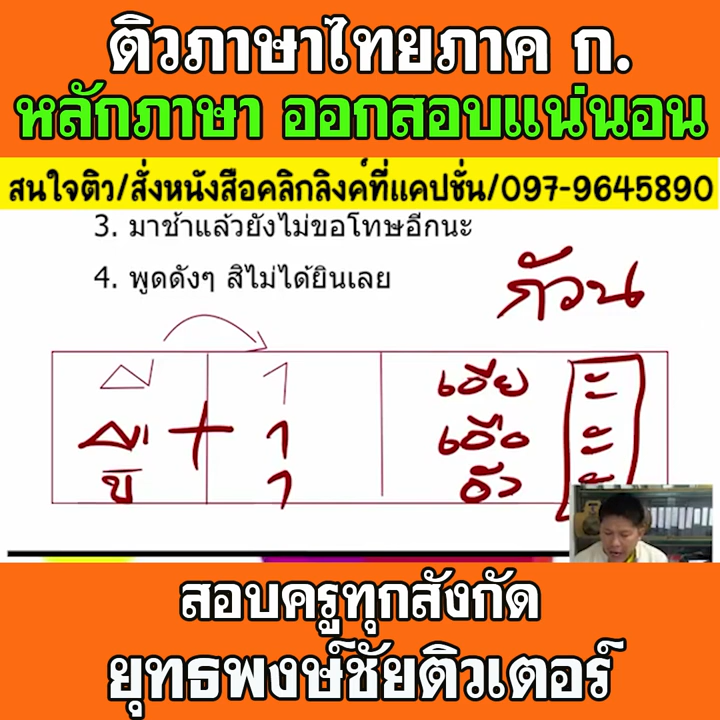 ติวภาษาไทยภาค ก.
หลักภาษา ออกสอบแน่นอน
สนใจติว/สั่งหนังสือคลิกลิงค์ที่แคปชั่น/097-9645890
3. มาช้าแล้วยังไม่ขอโทษอีกนะ
4. พูดดังๆ สิไม่ได้ยินเลย
ก้วน
า เอีย ะ
+ า เอือ ะ
า อัว ะ
สอบครูทุกสังกัด
ยุทธพงษ์ชัยติวเตอร์